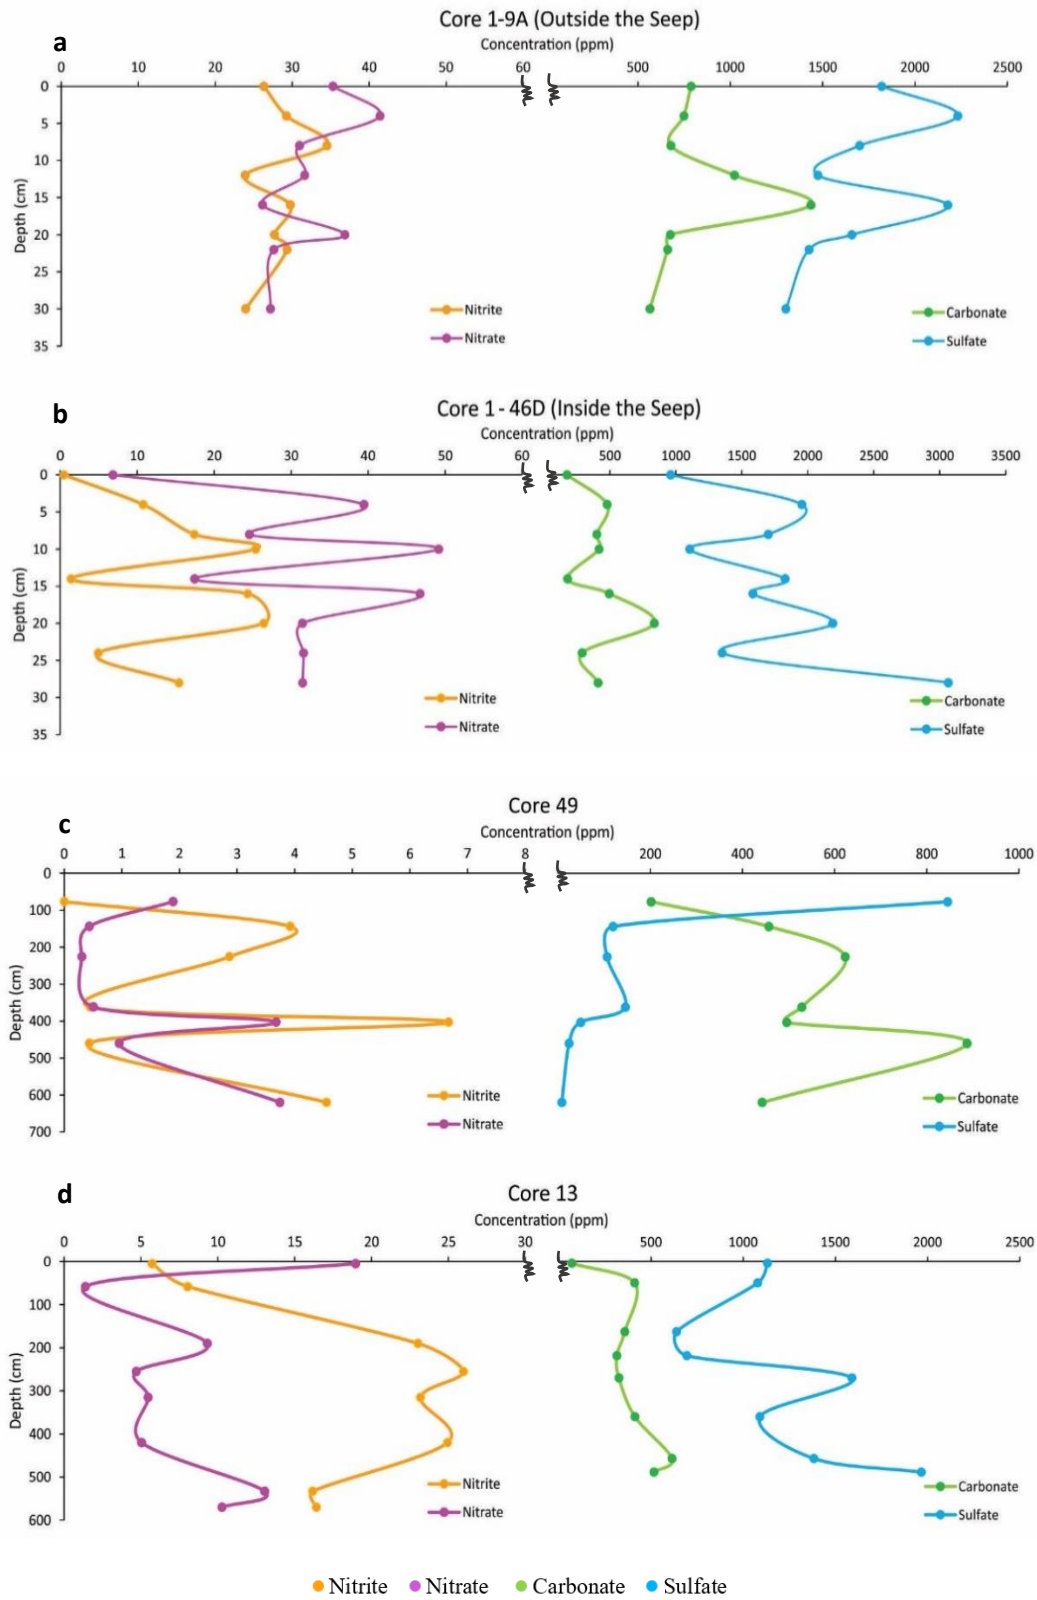 Core 1-9A (Outside the Seep)
a
Concentration (ppm)
0 10 20 30 40 50 60 500 1000 1500 2000 2500
0
5
10
15
20
25
30
35
Depth (cm)
Nitrite
Nitrate
Carbonate
Sulfate
b
Core 1 - 46D (Inside the Seep)
Concentration (ppm)
0 10 20 30 40 50 60 500 1000 1500 2000 2500 3000 3500
0
5
10
15
20
25
30
35
Depth (cm)
Nitrite
Nitrate
Carbonate
Sulfate
Core 49
c
Concentration (ppm)
0 1 2 3 4 5 6 7 8 200 400 600 800 1000
0
100
200
300
400
500
600
700
Depth (cm)
Nitrite
Nitrate
Carbonate
Sulfate
d
Core 13
Concentration (ppm)
0 5 10 15 20 25 30 500 1000 1500 2000 2500
0
100
200
300
400
500
600
Depth (cm)
Nitrite
Nitrate
Carbonate
Sulfate
Nitrite Nitrate Carbonate Sulfate